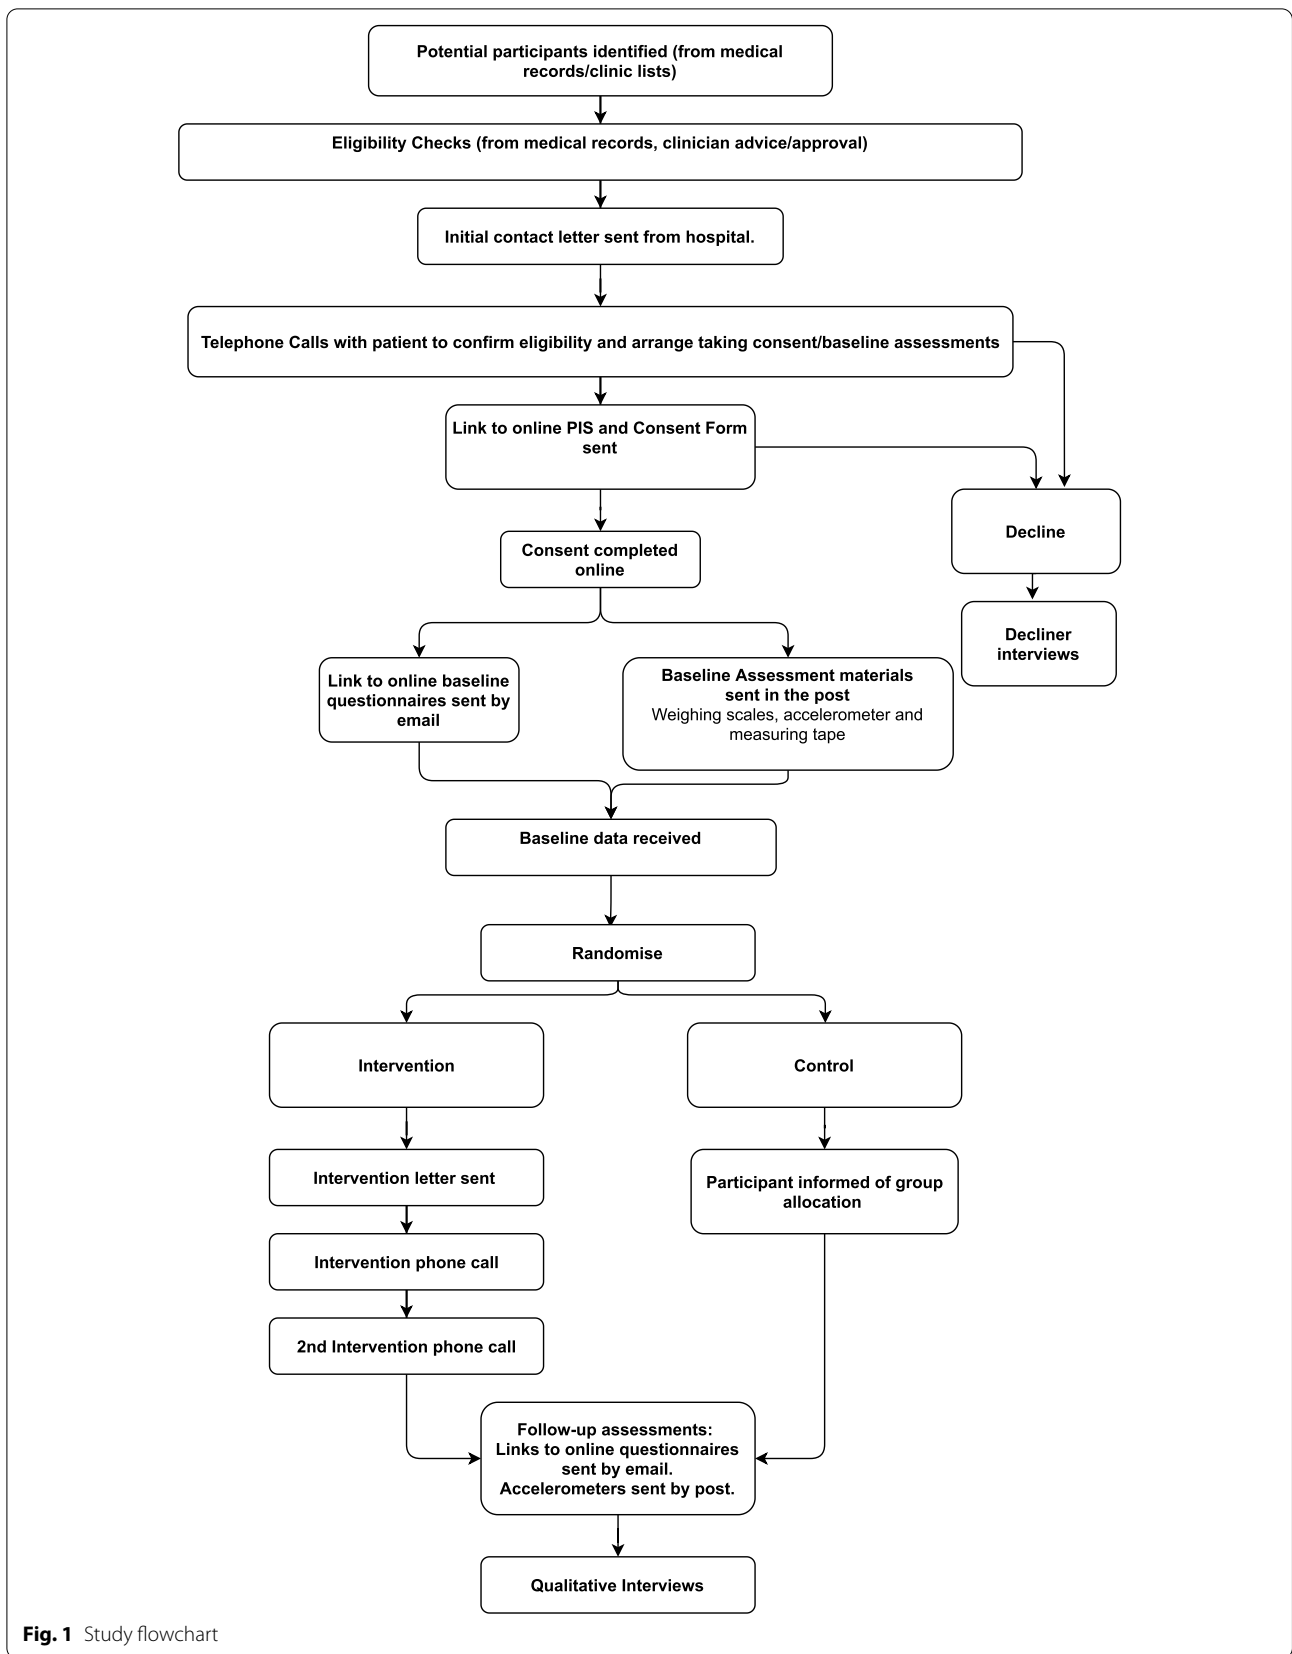 Potential participants identified (from medical
records/clinic lists)
Eligibility Checks (from medical records, clinician advice/approval)
Initial contact letter sent from hospital.
Telephone Calls with patient to confirm eligibility and arrange taking consent/baseline assessments
Link to online PIS and Consent Form
sent
Decline
Consent completed
online
Decliner
interviews
Link to online baseline
questionnaires sent by
email
Baseline Assessment materials
sent in the post
Weighing scales, accelerometer and
measuring tape
Baseline data received
Randomise
Intervention
Control
Intervention letter sent
Participant informed of group
allocation
Intervention phone call
2nd Intervention phone call
Follow-up assessments:
Links to online questionnaires
sent by email.
Accelerometers sent by post.
Qualitative Interviews
Fig. 1 Study flowchart